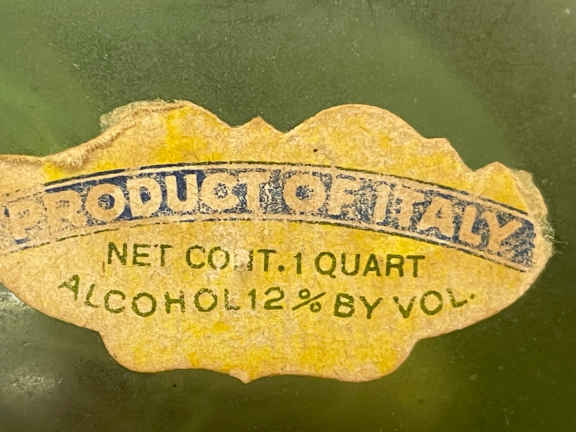 PRODUCT OF ITALY
NET CONT. 1 QUART
ALCOHOL 12% BY VOL.